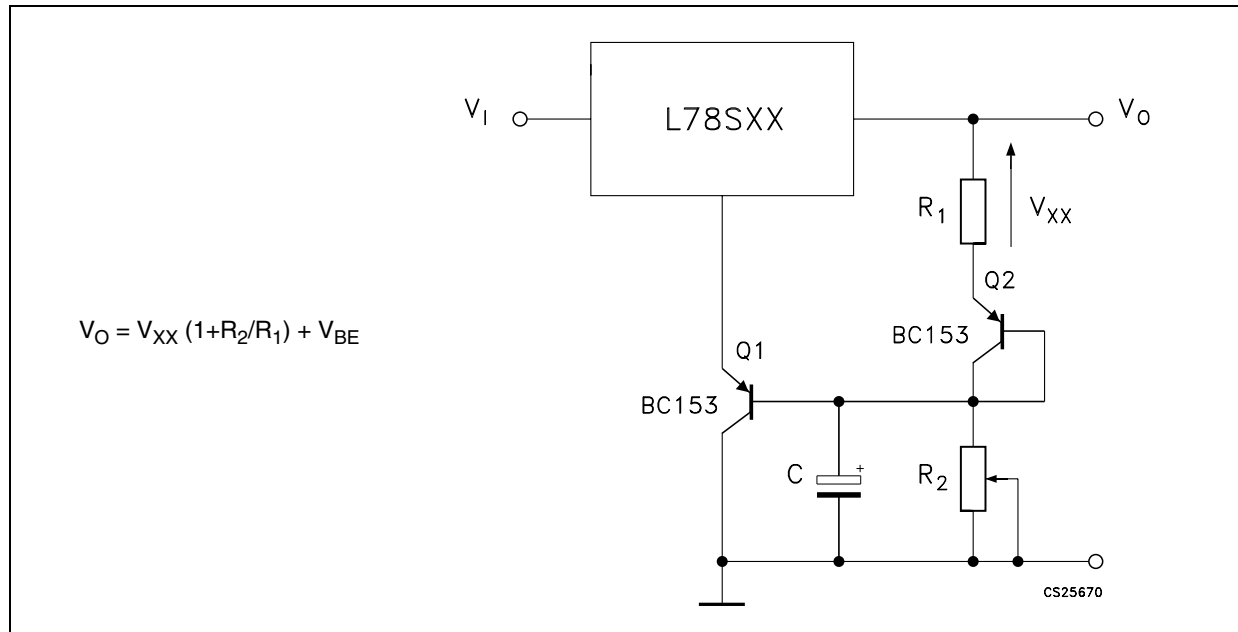 L78SXX
V_I
V_O
R_1
V_XX
Q2
BC153
V_O = V_XX (1+R_2/R_1) + V_BE
Q1
BC153
C
+
R_2
CS25670